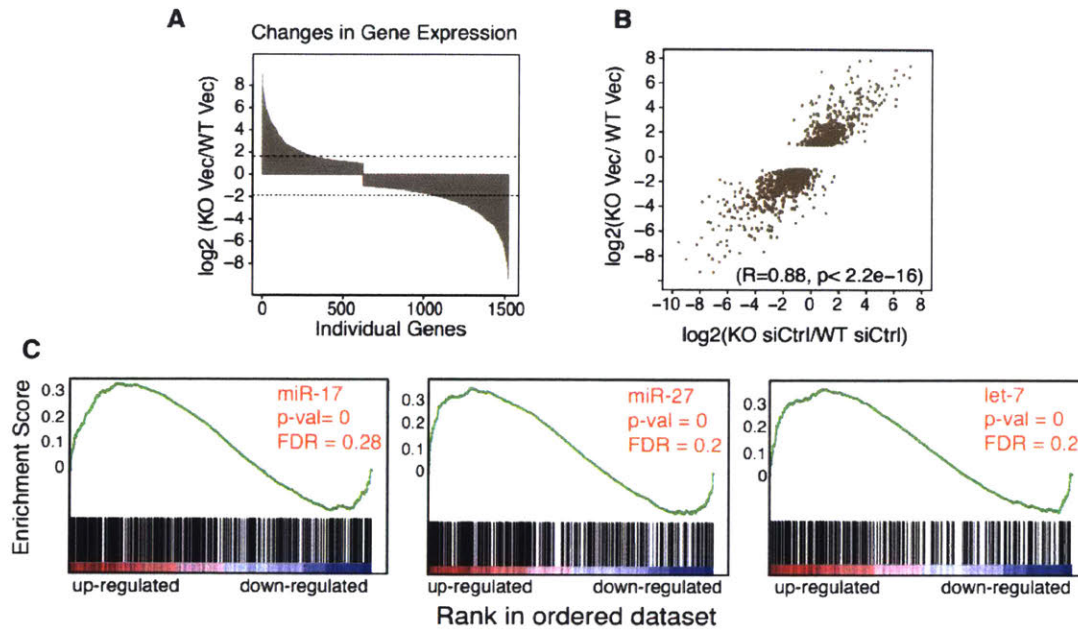 A
Changes in Gene Expression
log2 (KO Vec/WT Vec)
8
6
4
2
0
−2
−4
−6
−8
0 500 1000 1500
Individual Genes
B
log2(KO Vec/ WT Vec)
8
6
4
2
0
−2
−4
−6
−8
(R=0.88, p< 2.2e−16)
−10 −8 −6 −4 −2 0 2 4 6 8
log2(KO siCtrl/WT siCtrl)
C
Enrichment Score
0.3
0.2
0.1
0
miR-17
p-val= 0
FDR = 0.28
up-regulated down-regulated
0.3
0.2
0.1
0
miR-27
p-val = 0
FDR = 0.2
up-regulated down-regulated
0.3
0.2
0.1
0
let-7
p-val = 0
FDR = 0.2
up-regulated down-regulated
Rank in ordered dataset